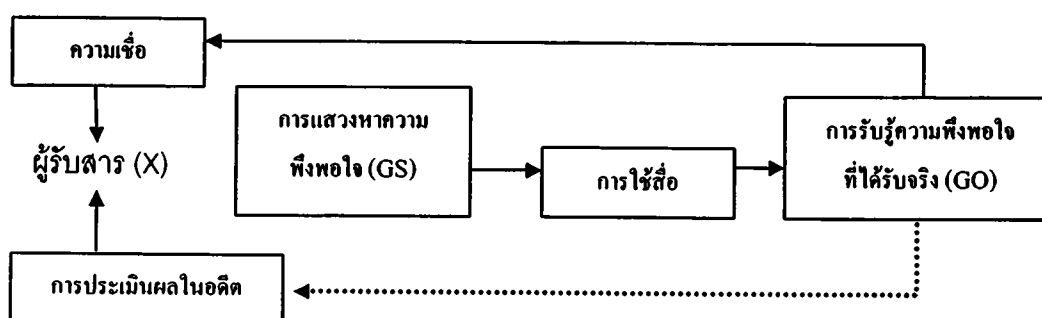 ความเชื่อ
ผู้รับสาร (X)
การประเมินผลในอดีต
การแสวงหาความ
พึงพอใจ (GS)
การใช้สื่อ
การรับรู้ความพึงพอใจ
ที่ได้รับจริง (GO)